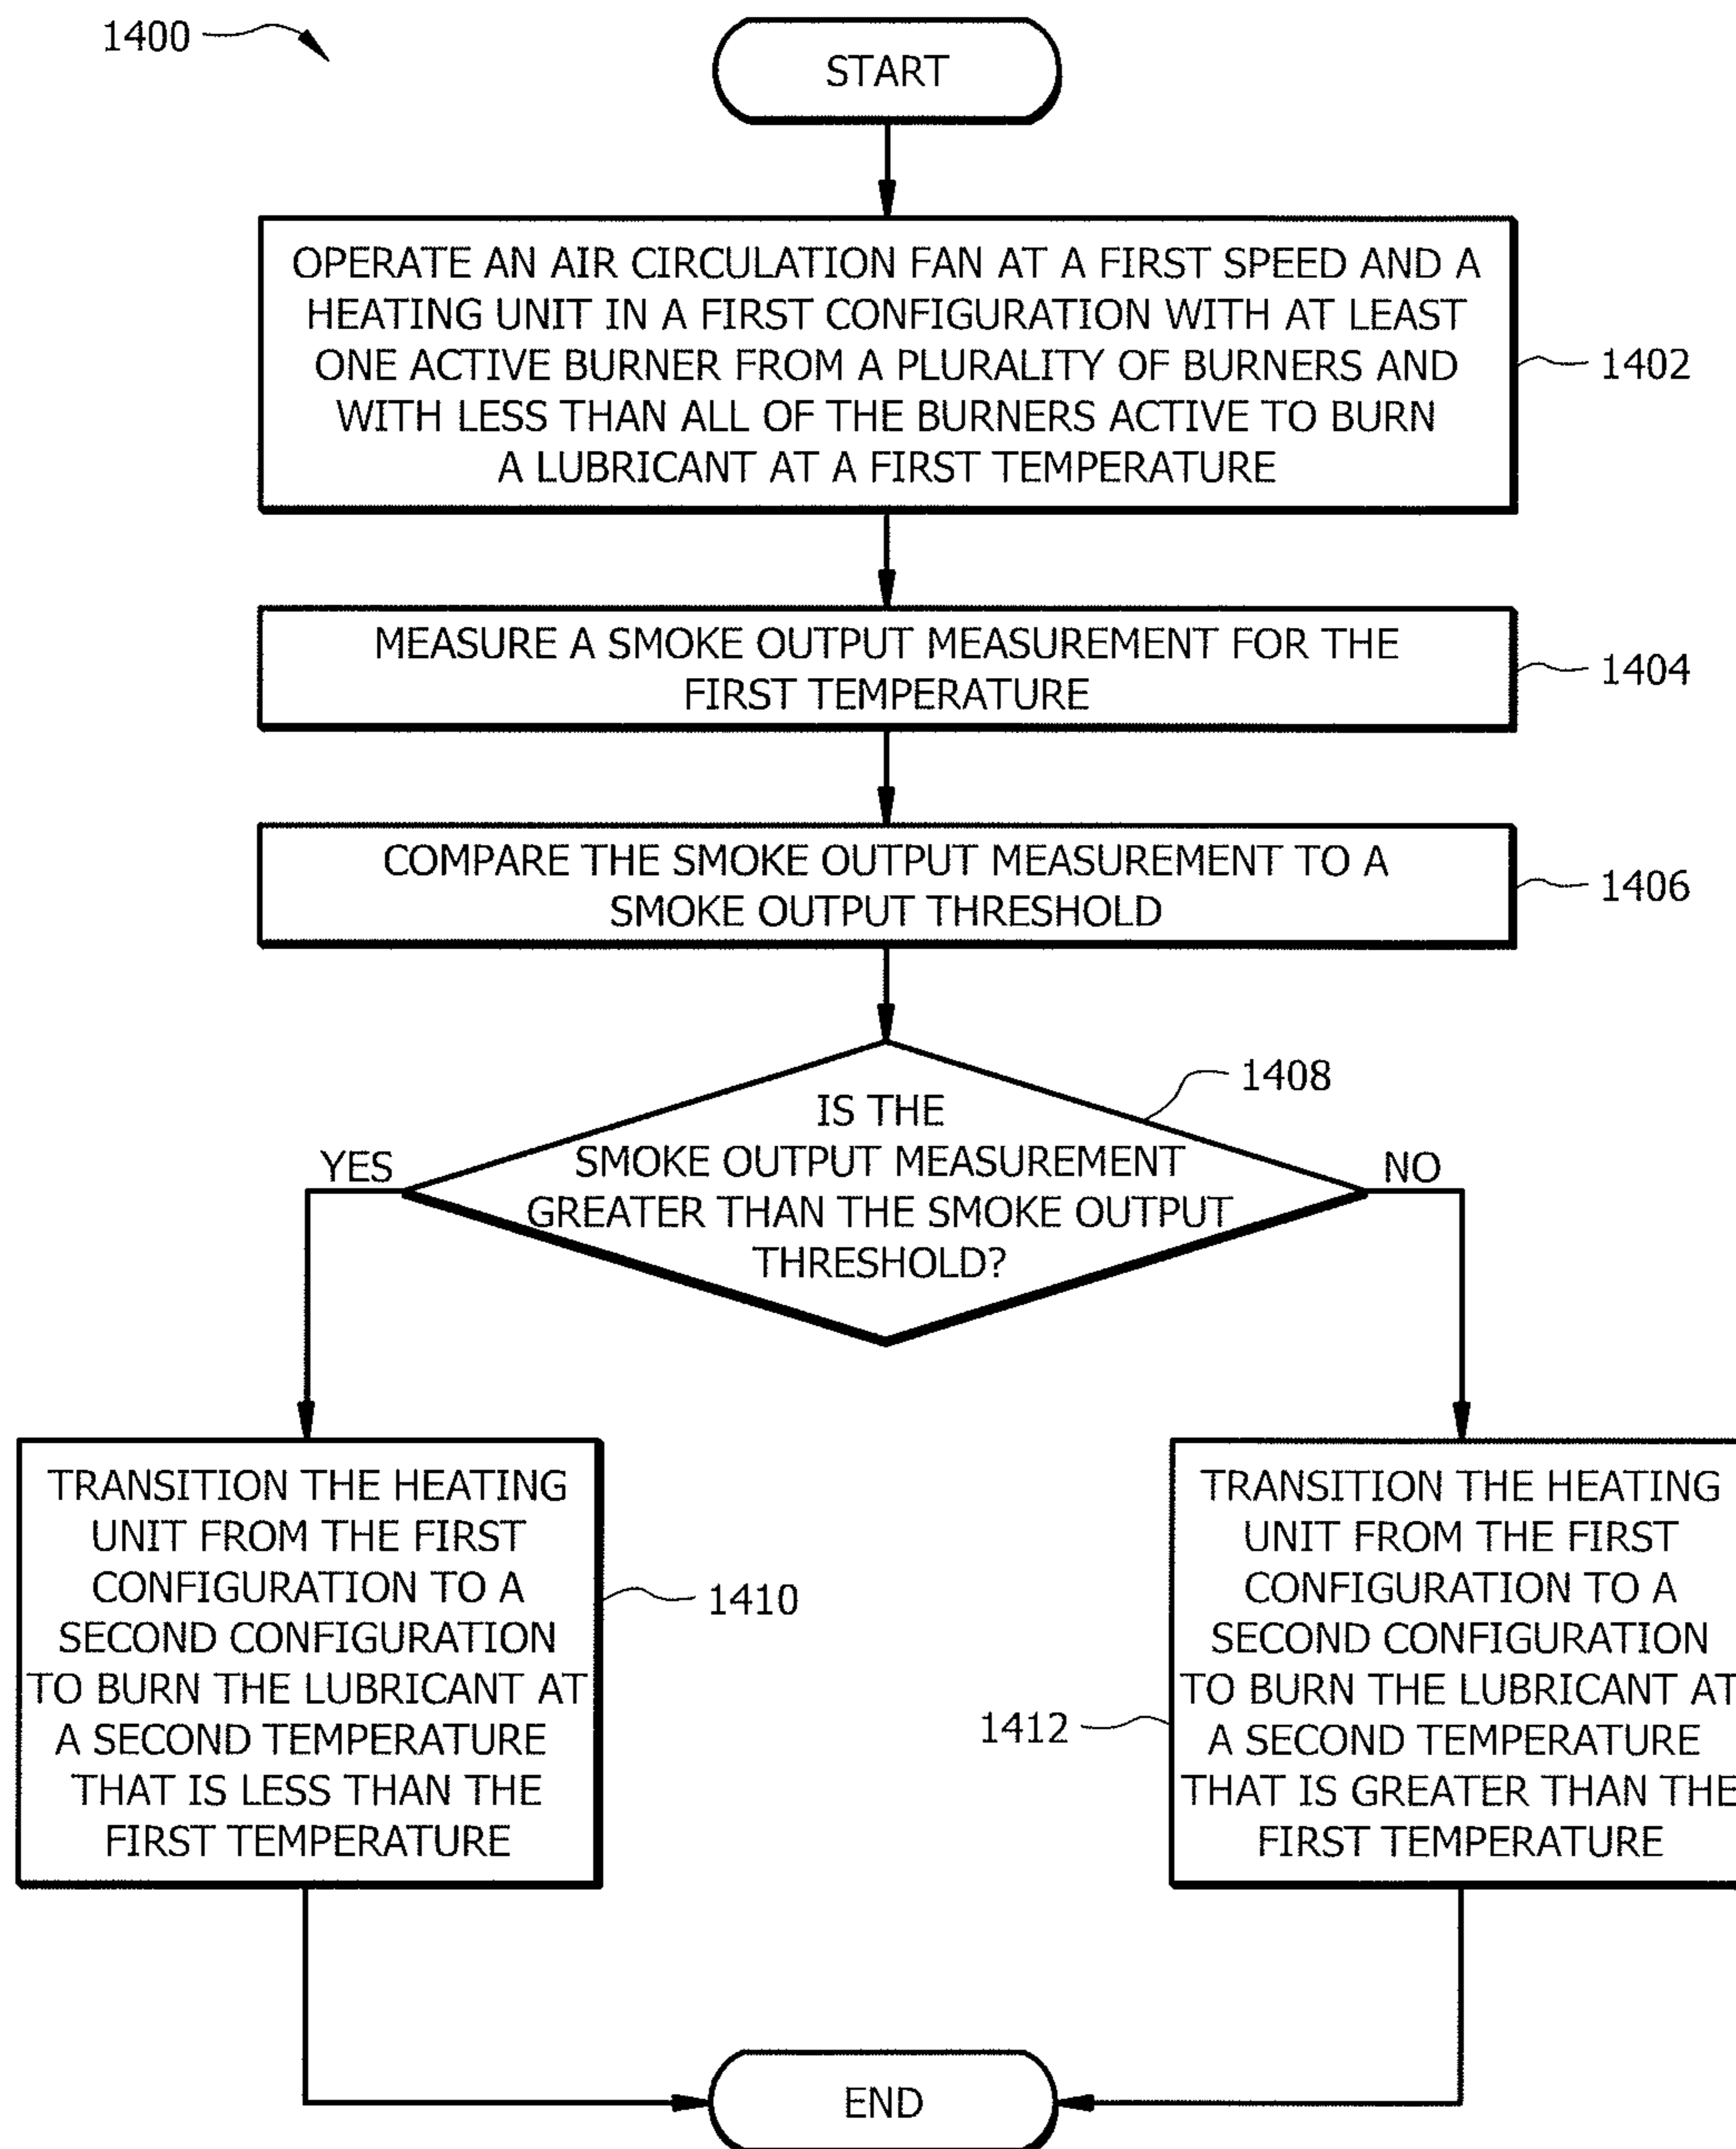 1400
START
OPERATE AN AIR CIRCULATION FAN AT A FIRST SPEED AND A
HEATING UNIT IN A FIRST CONFIGURATION WITH AT LEAST
ONE ACTIVE BURNER FROM A PLURALITY OF BURNERS AND
WITH LESS THAN ALL OF THE BURNERS ACTIVE TO BURN
A LUBRICANT AT A FIRST TEMPERATURE
1402
MEASURE A SMOKE OUTPUT MEASUREMENT FOR THE
FIRST TEMPERATURE
1404
COMPARE THE SMOKE OUTPUT MEASUREMENT TO A
SMOKE OUTPUT THRESHOLD
1406
IS THE
SMOKE OUTPUT MEASUREMENT
GREATER THAN THE SMOKE OUTPUT
THRESHOLD?
1408
YES
NO
TRANSITION THE HEATING
UNIT FROM THE FIRST
CONFIGURATION TO A
SECOND CONFIGURATION
TO BURN THE LUBRICANT AT
A SECOND TEMPERATURE
THAT IS LESS THAN THE
FIRST TEMPERATURE
1410
TRANSITION THE HEATING
UNIT FROM THE FIRST
CONFIGURATION TO A
SECOND CONFIGURATION
TO BURN THE LUBRICANT AT
A SECOND TEMPERATURE
THAT IS GREATER THAN THE
FIRST TEMPERATURE
1412
END